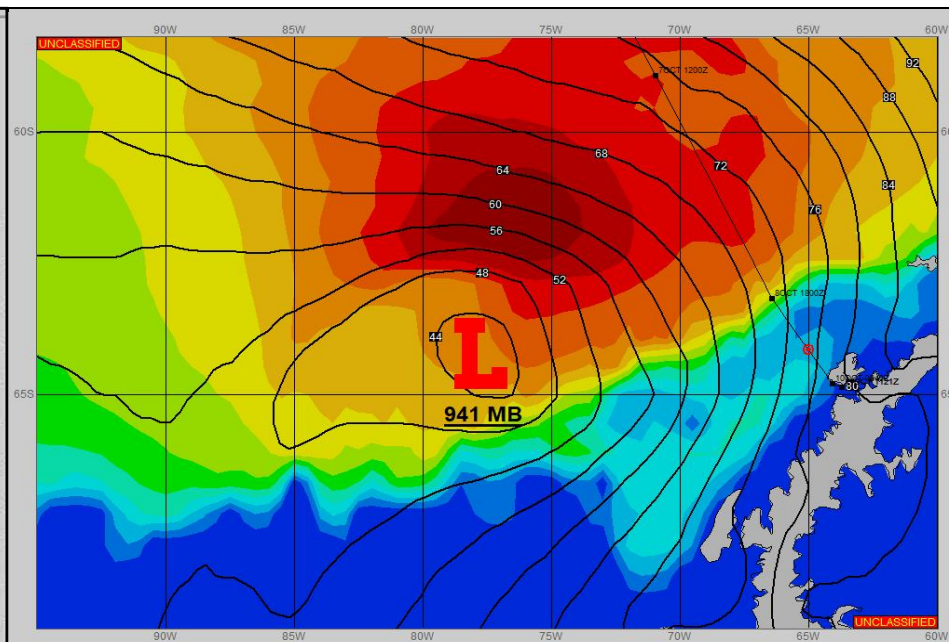 90W 85W 80W 75W 70W 65W 60W
UNCLASSIFIED
7OCT 1200Z
92
88
60S
68
64
72
84
60
76
56
48
52
8OCT 1800Z
44
80
65S
941 MB
L
UNCLASSIFIED
90W 85W 80W 75W 70W 65W 60W